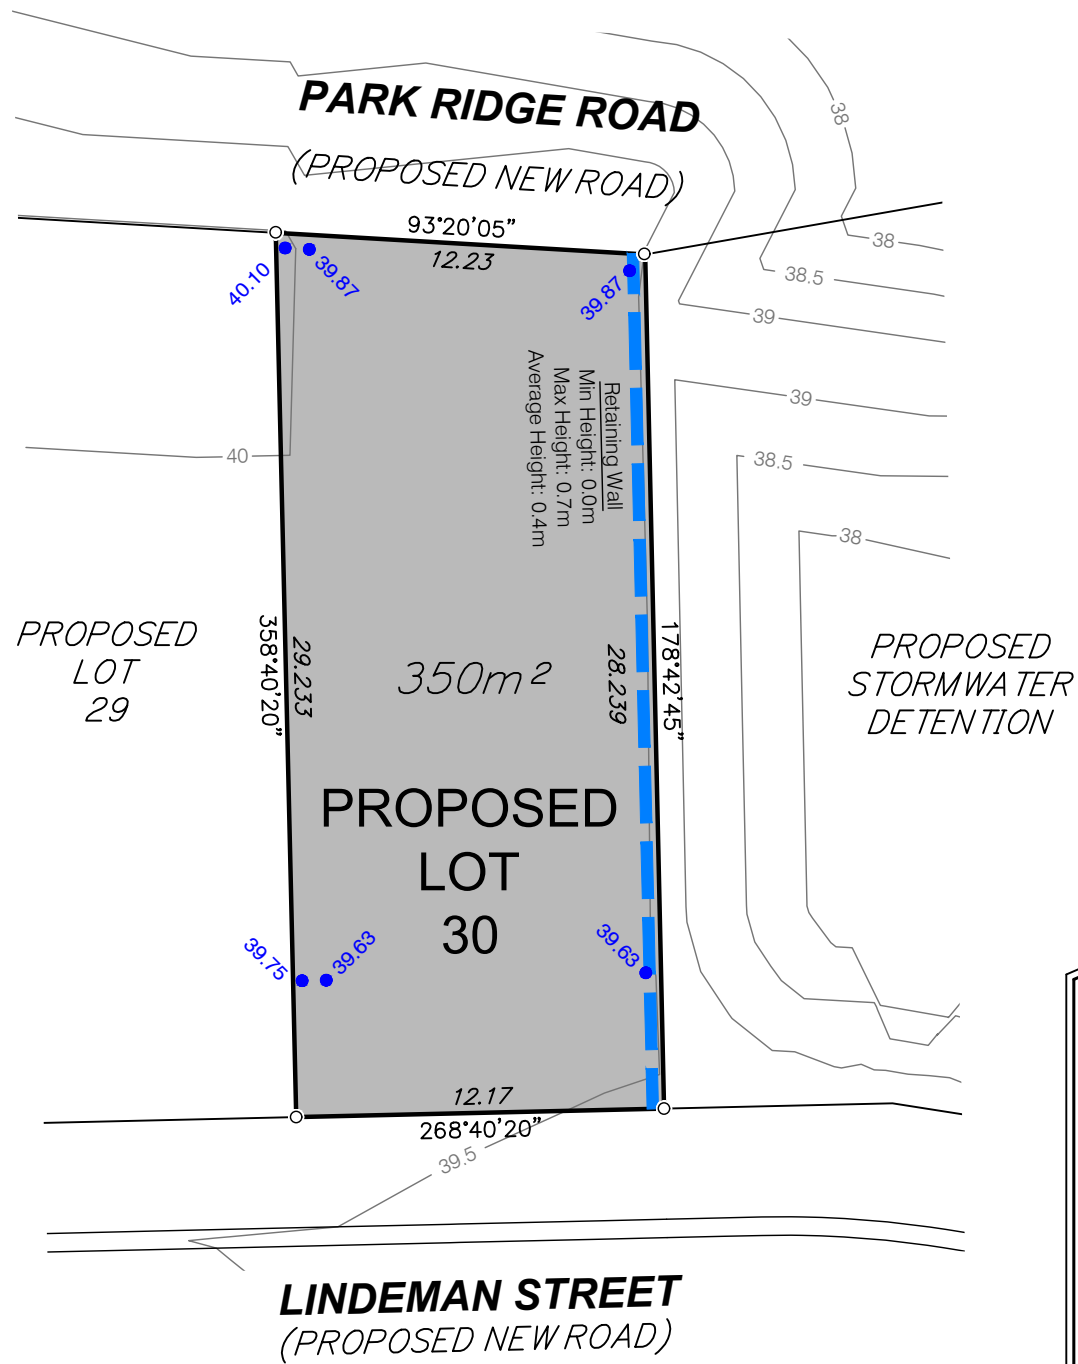 PARK RIDGE ROAD
(PROPOSED NEW ROAD)
93°20'05"
12.23
40.10
39.87
39.87
38
38
38.5
39
39
38.5
38
40
Retaining Wall
Min Height: 0.0m
Max Height: 0.7m
Average Height: 0.4m
PROPOSED
LOT
29
358°40'20"
29.233
350m²
28.239
178°42'45"
PROPOSED
STORMWATER
DETENTION
PROPOSED
LOT
30
39.75
39.63
39.63
12.17
268°40'20"
39.5
LINDEMAN STREET
(PROPOSED NEW ROAD)